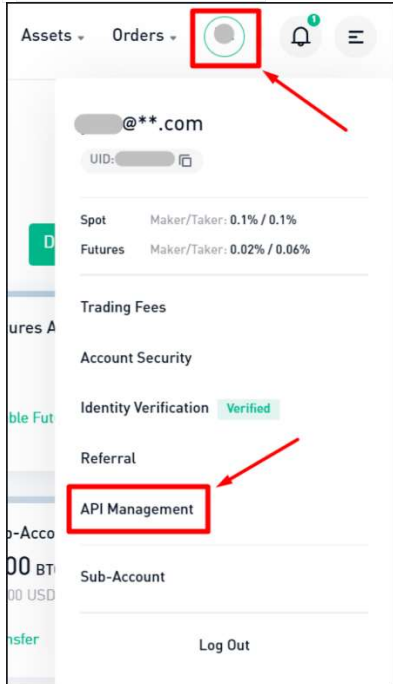 Assets Orders
1
@**.com
UID:
Spot Maker/Taker: 0.1% / 0.1%
Futures Maker/Taker: 0.02% / 0.06%
Trading Fees
Account Security
Identity Verification Verified
Referral
API Management
Sub-Account
Log Out
D
ures A
ble Fut
-Acco
00 BT
00 USD
nsfer